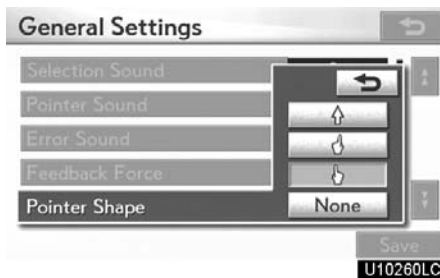 General Settings
Selection Sound
Pointer Sound
Error Sound
Feedback Force
Pointer Shape
None
Save
U10260LC